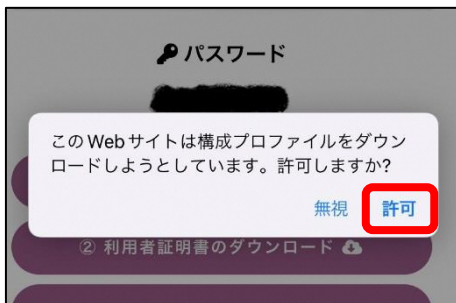 パスワード
このWebサイトは構成プロファイルをダウン
ロードしようとしています。許可しますか?
無視 許可
② 利用者証明書のダウンロード